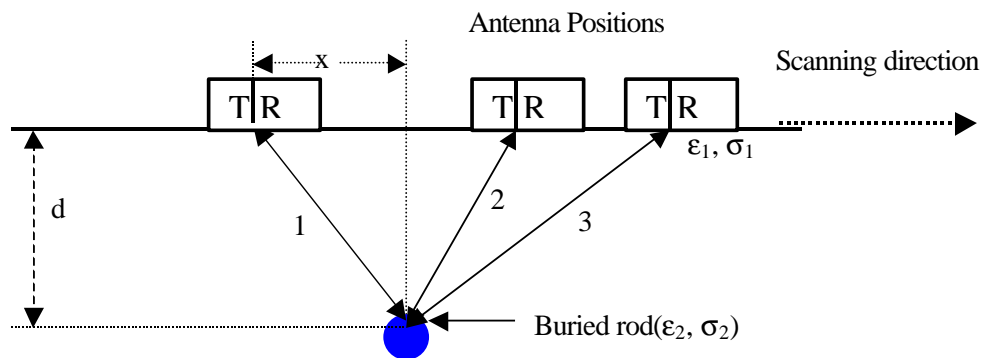 Antenna Positions
x
Scanning direction
T R
T R
T R
ε₁, σ₁
d
1
2
3
Buried rod(ε₂, σ₂)